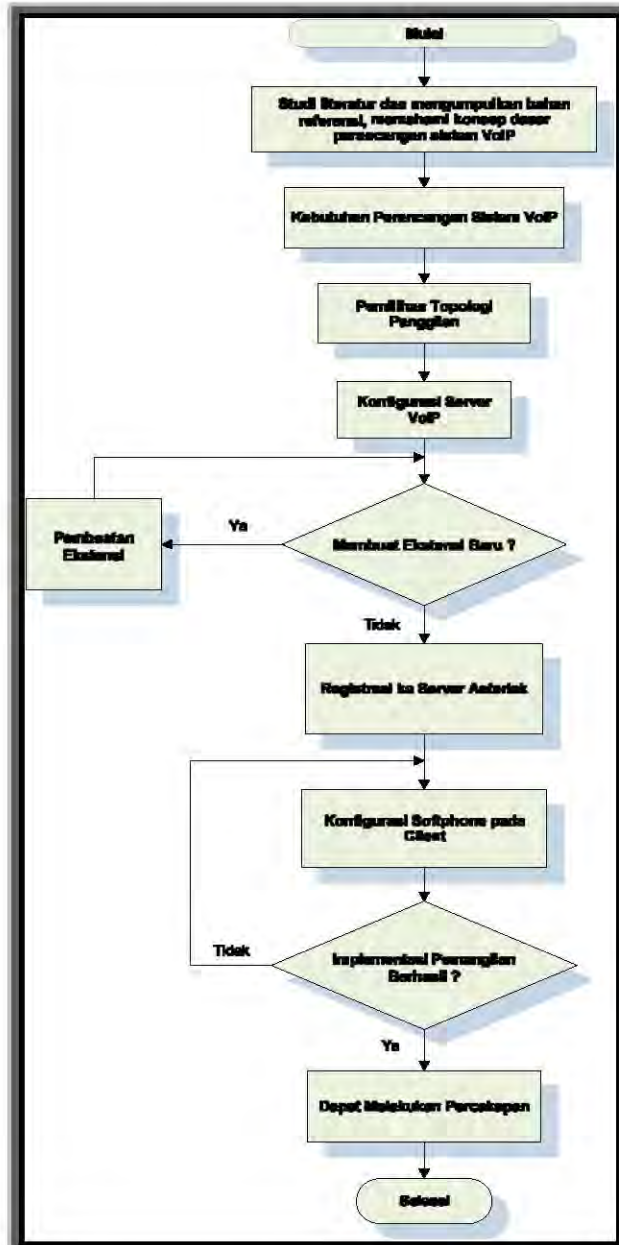 Mulai
Studi literatur das mengumpulkan bahan
referensi, memahami konsep dasar
perancangan sistem VoIP
Kebutuhan Perancangan Sistem VoIP
Pemilihan Topologi
Panggilan
Konfigurasi Server
VoIP
Membuat Ekstensi Baru ?
Ya
Pembuatan
Ekstensi
Tidak
Registrasi ke Server Asterisk
Konfigurasi Softphone pada
Client
Tidak
Implementasi Pemanggilan
Berhasil ?
Ya
Dapat Melakukan Percakapan
Selesai